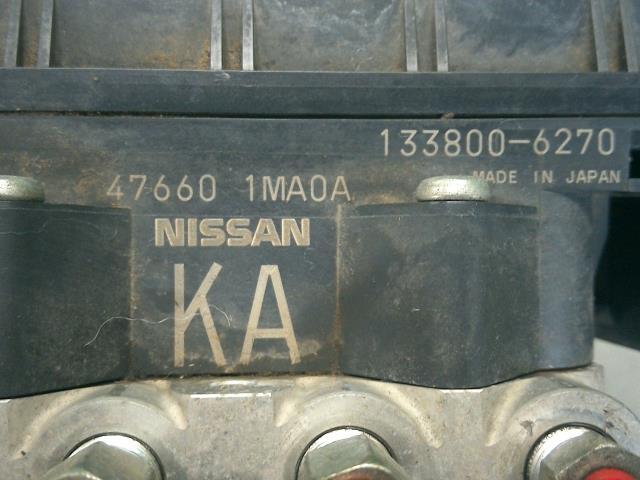 133800-6270
MADE IN JAPAN
47660 1MA0A
NISSAN
KA